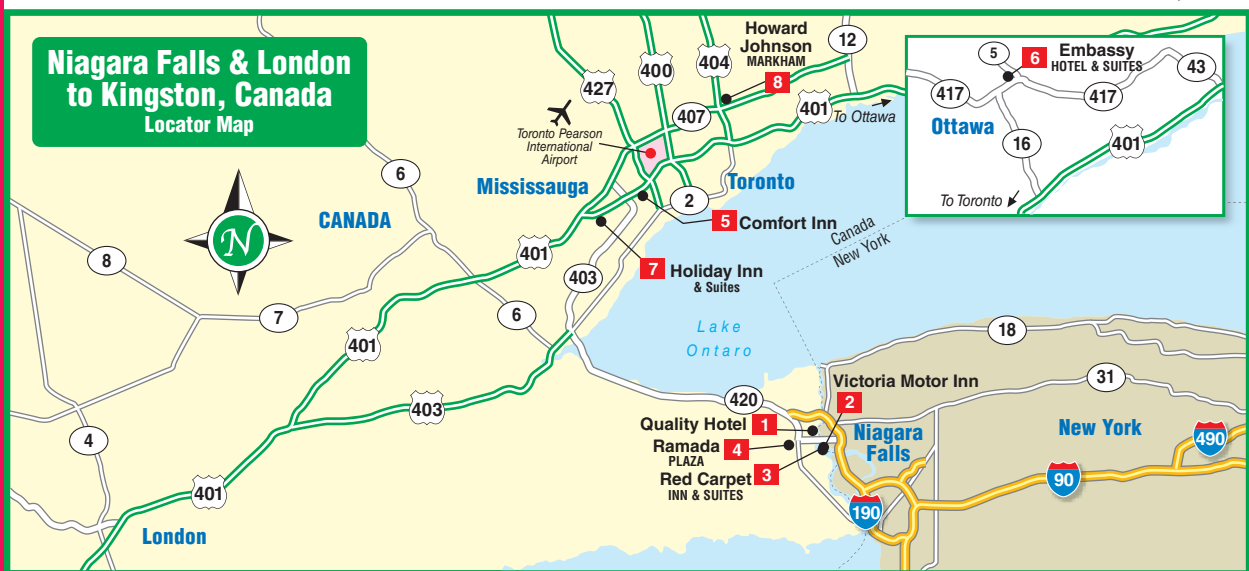 Niagara Falls & London
to Kingston, Canada
Locator Map
Howard
Johnson
MARKHAM
8
12
400
404
427
407
401
To Ottawa
Toronto Pearson
International
Airport
5
6
Embassy
HOTEL & SUITES
43
417
417
Ottawa
16
401
To Toronto
6
Mississauga
Toronto
2
CANADA
5 Comfort Inn
Canada
New York
N
8
401
7 Holiday Inn
& Suites
403
7
6
Lake
Ontaro
18
401
31
Victoria Motor Inn
2
420
403
Quality Hotel 1
Ramada 4
PLAZA
Red Carpet 3
INN & SUITES
Niagara
Falls
New York
490
4
90
401
190
London